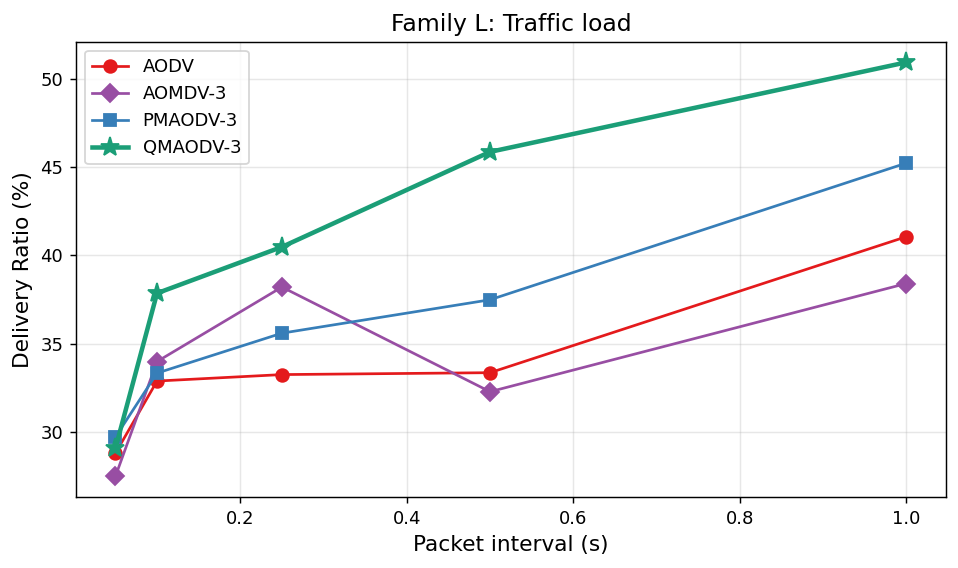 Family L: Traffic load
AODV
AOMDV-3
PMAODV-3
QMAODV-3
Delivery Ratio (%)
50
45
40
35
30
0.2 0.4 0.6 0.8 1.0
Packet interval (s)